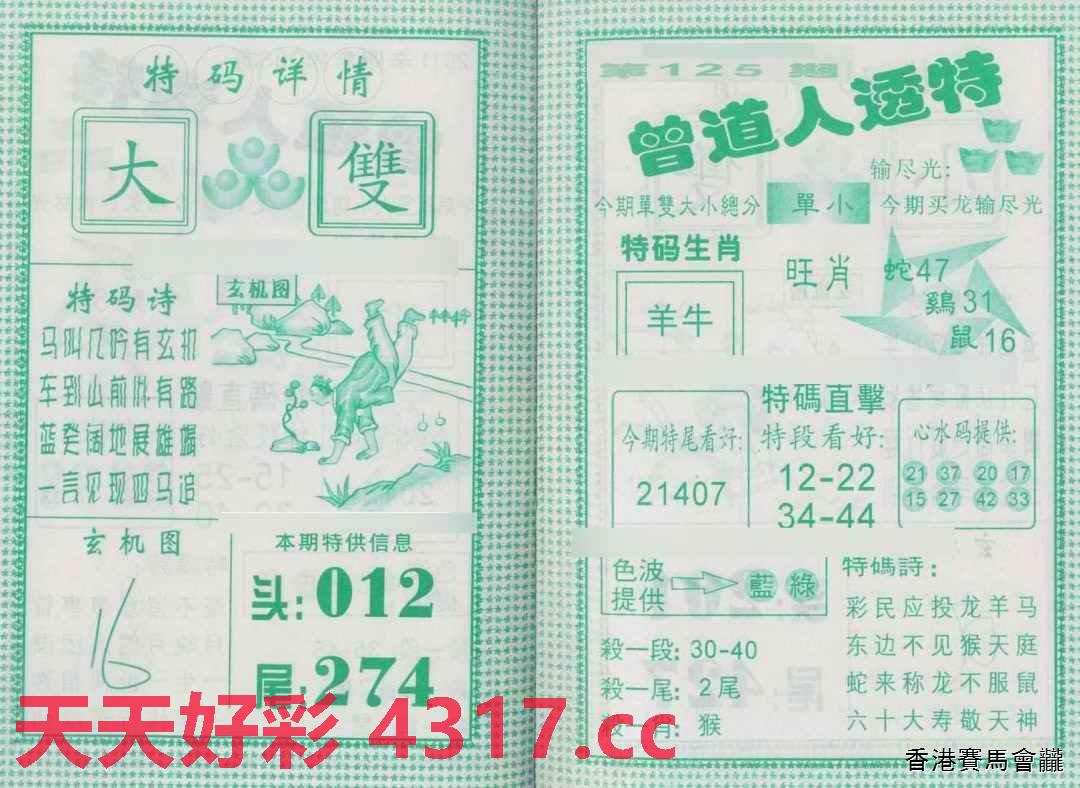 特码详情
大
雙
特码诗
马叫几吟有玄机
车到山前必有路
蓝癸阔地展雄
一言见现四马追
玄机图
玄机图
16
本期特供信息
头:012
尾:274
第125期
曾道人透特
输尽光:
今期單雙大小總分
單小
今期买龙输尽光
特码生肖
羊牛
旺肖
蛇47
鷄31
鼠16
今期特尾看好:
21407
特碼直擊
特段看好:
12-22
34-44
心水码提供:
21 37 20 17
15 27 42 33
色波
提供
藍 綠
殺一段: 30-40
殺一尾: 2尾
殺一肖: 猴
特碼詩:
彩民应投龙羊马
东边不见猴天庭
蛇来称龙不服鼠
六十大寿敬天神
天天好彩 4317.cc
香港賽馬會